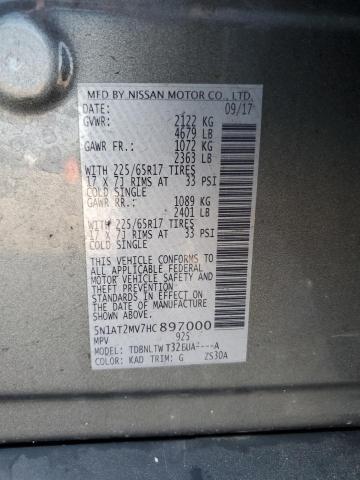 MFD BY NISSAN MOTOR CO., LTD.
DATE: 09/17
GVWR: 2122 KG
4679 LB
GAWR FR.: 1072 KG
2363 LB
WITH 225/65R17 TIRES
17 X 7J RIMS AT 33 PSI
COLD SINGLE
GAWR RR.: 1089 KG
2401 LB
WITH 225/65R17 TIRES
17 X 7J RIMS AT 33 PSI
COLD SINGLE
THIS VEHICLE CONFORMS
TO ALL APPLICABLE FEDERAL
MOTOR VEHICLE SAFETY
STANDARDS IN EFFECT ON
THE DATE OF MANUFACTURE
SHOWN ABOVE.
5N1AT2MV7HC897000
MPV 925
MODEL: TDBNLTW
COLOR: KAD TRIM: G ZS30A